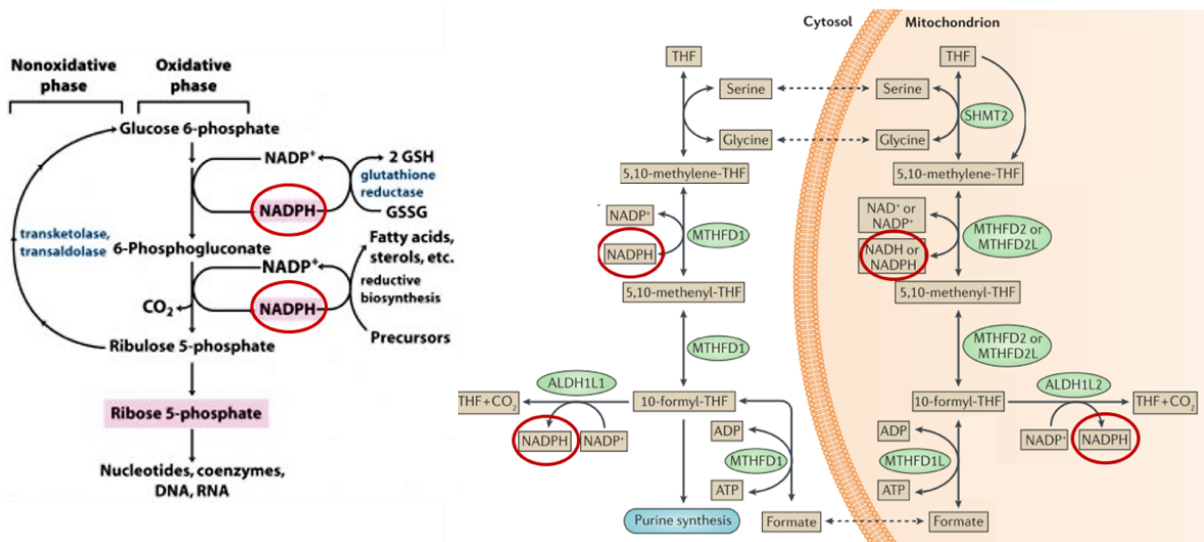 Nonoxidative
phase
Oxidative
phase
Glucose 6-phosphate
NADP⁺
2 GSH
glutathione
reductase
NADPH
GSSG
transketolase,
transaldolase
6-Phosphogluconate
Fatty acids,
sterols, etc.
NADP⁺
reductive
biosynthesis
CO₂
NADPH
Precursors
Ribulose 5-phosphate
Ribose 5-phosphate
Nucleotides, coenzymes,
DNA, RNA
Cytosol
THF
Serine
Glycine
5,10-methylene-THF
NADP⁺
MTHFD1
NADPH
5,10-methenyl-THF
MTHFD1
ALDH1L1
THF+CO₂
10-formyl-THF
NADPH
NADP⁺
ADP
MTHFD1
ATP
Purine synthesis
Formate
Mitochondrion
THF
Serine
SHMT2
Glycine
5,10-methylene-THF
NAD⁺ or
NADP⁺
MTHFD2 or
MTHFD2L
NADH or
NADPH
5,10-methenyl-THF
MTHFD2 or
MTHFD2L
ALDH1L2
10-formyl-THF
THF+CO₂
ADP
NADP⁺
NADPH
MTHFD1L
ATP
Formate